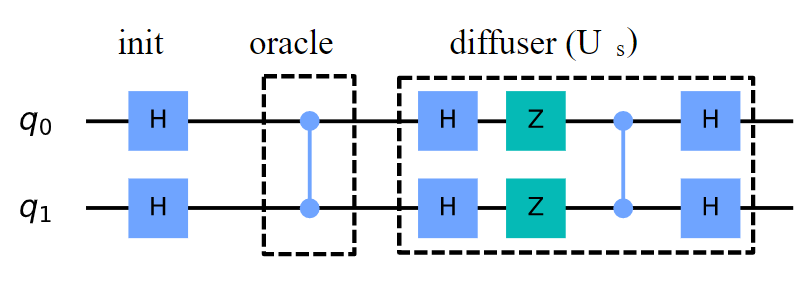 init oracle diffuser (U s)
q0 H H Z H
q1 H H Z H